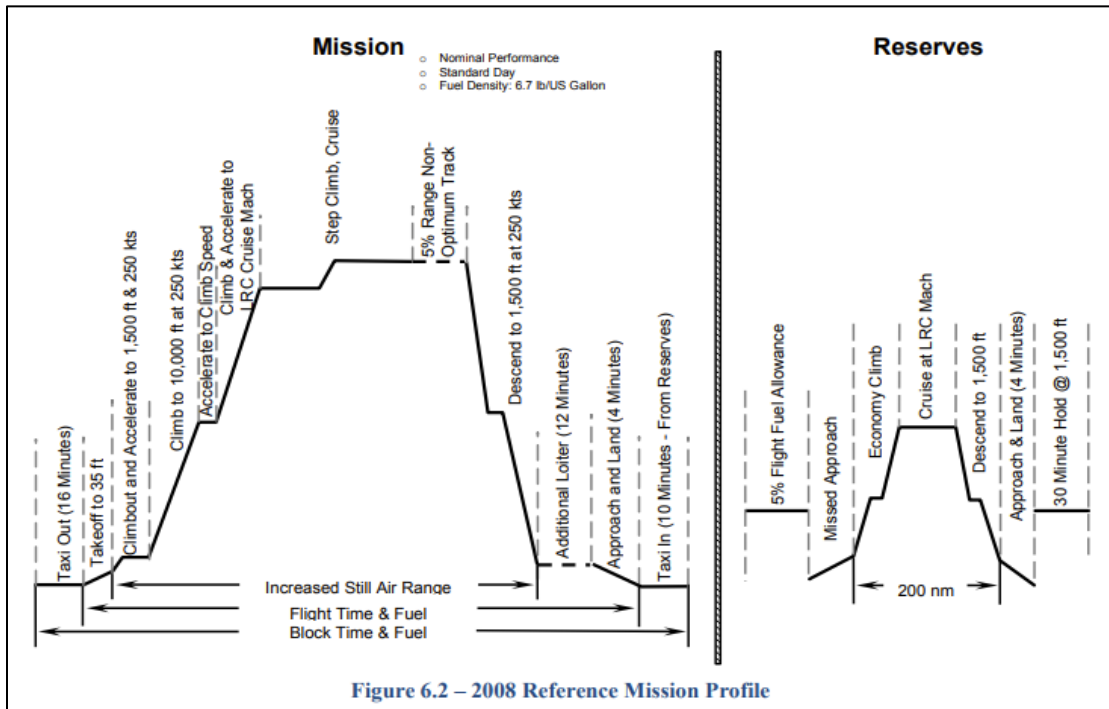 Mission
Reserves
o Nominal Performance
o Standard Day
o Fuel Density: 6.7 lb/US Gallon
Taxi Out (16 Minutes)
Takeoff to 35 ft
Climbout and Accelerate to 1,500 ft & 250 kts
Climb to 10,000 ft at 250 kts
Accelerate to Climb Speed
Climb & Accelerate to
LRC Cruise Mach
Step Climb, Cruise
5% Range Non-
Optimum Track
Descend to 1,500 ft at 250 kts
Additional Loiter (12 Minutes)
Approach and Land (4 Minutes)
Taxi In (10 Minutes - From Reserves)
5% Flight Fuel Allowance
Missed Approach
Economy Climb
Cruise at LRC Mach
Descend to 1,500 ft
Approach & Land (4 Minutes)
30 Minute Hold @ 1,500 ft
Increased Still Air Range
Flight Time & Fuel
Block Time & Fuel
200 nm
Figure 6.2 – 2008 Reference Mission Profile